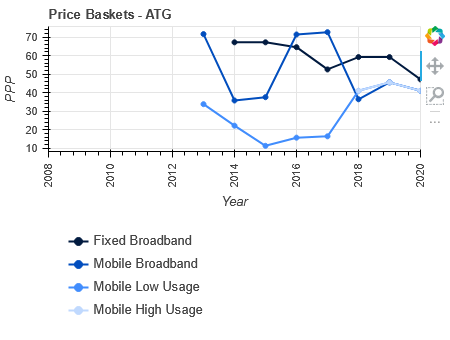 Price Baskets - ATG
PPP
70
60
50
40
30
20
10
2008
2010
2012
2014
2016
2018
2020
Year
Fixed Broadband
Mobile Broadband
Mobile Low Usage
Mobile High Usage